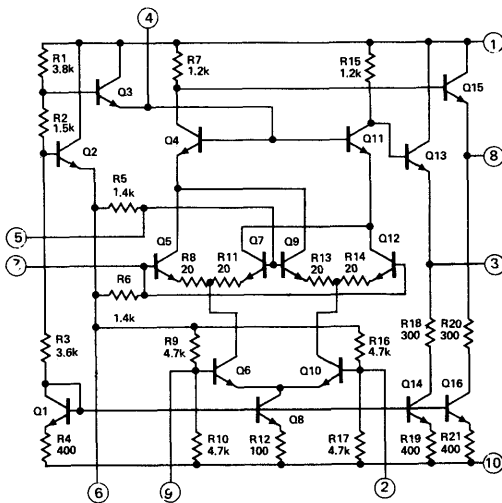 4
1
R1
3.8k
R7
1.2k
R15
1.2k
Q3
Q15
R2
1.5k
Q4
Q11
Q13
Q2
8
R5
1.4k
5
Q5
R8
20
R11
20
Q7
Q9
R13
20
R14
20
Q12
7
3
R6
1.4k
R3
3.6k
R9
4.7k
R16
4.7k
R18
300
R20
300
Q6
Q10
Q1
Q8
Q14
Q16
R4
400
R10
4.7k
R12
100
R17
4.7k
R19
400
R21
400
10
6
9
2